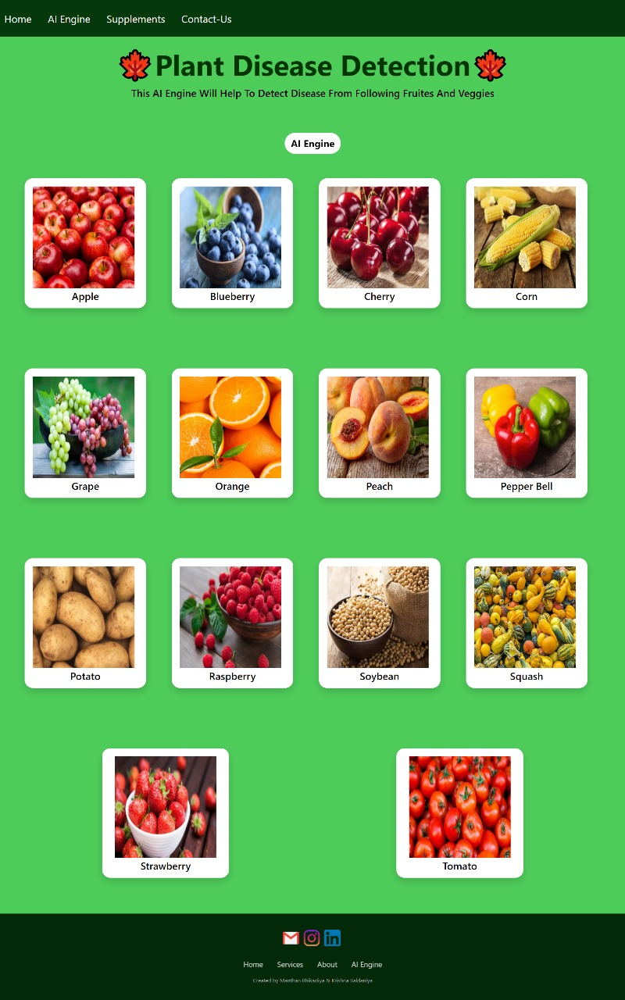 Home AI Engine Supplements Contact-Us
Plant Disease Detection
This AI Engine Will Help To Detect Disease From Following Fruites And Veggies
AI Engine
Apple Blueberry Cherry Corn
Grape Orange Peach Pepper Bell
Potato Raspberry Soybean Squash
Strawberry Tomato
Home Services About AI Engine
Created by Manthan Bhikadiya & Krishna Baldaniya